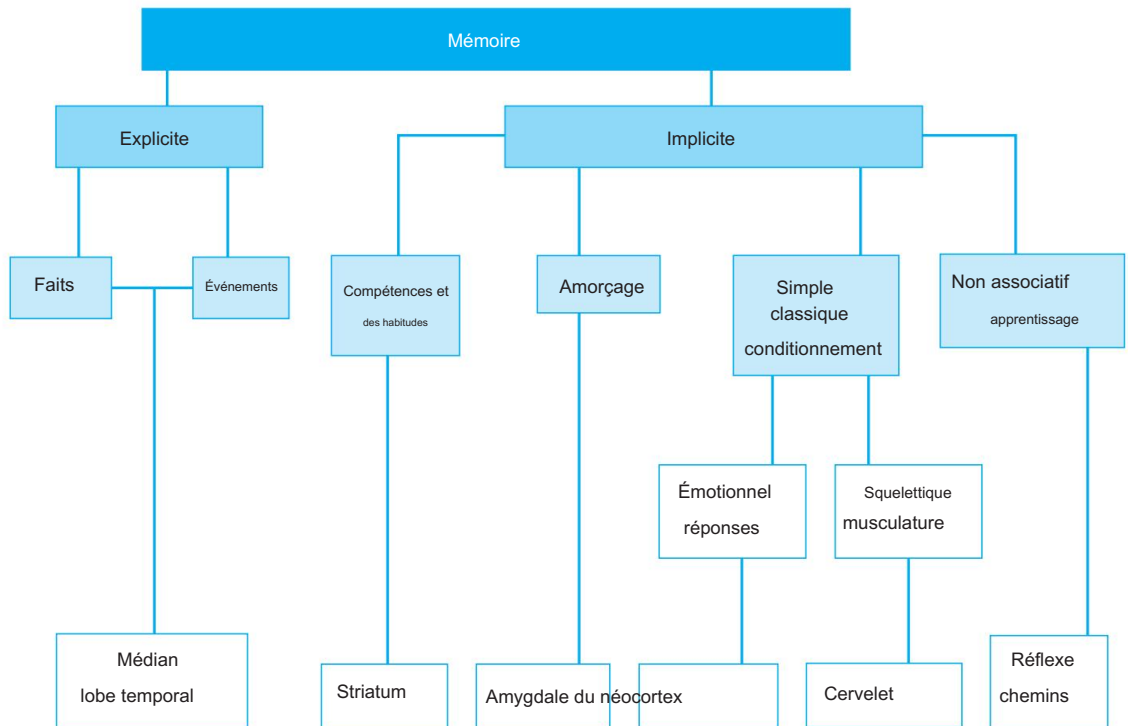 Mémoire
Explicite
Implicite
Faits
Événements
Compétences et
des habitudes
Amorçage
Simple
classique
conditionnement
Non associatif
apprentissage
Émotionnel
réponses
Squelettique
musculature
Médian
lobe temporal
Striatum
Amygdale du néocortex
Cervelet
Réflexe
chemins